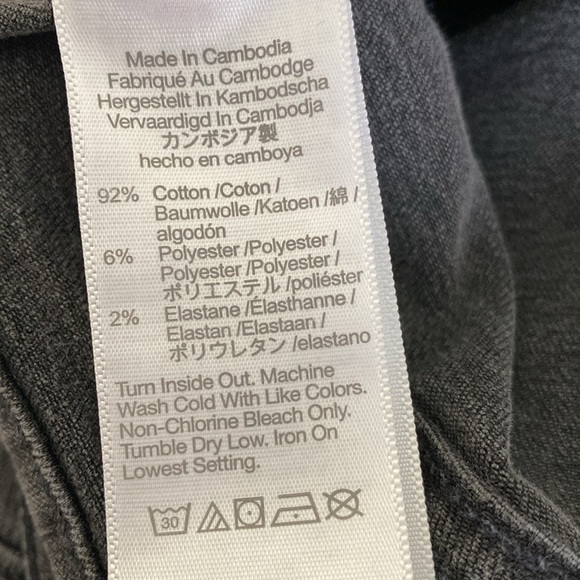 Made In Cambodia
Fabriqué Au Cambodge
Hergestellt In Kambodscha
Vervaardigd In Cambodja
カンボジア製
hecho en camboya
92% Cotton /Coton /
Baumwolle /Katoen /綿 /
algodón
6% Polyester /Polyester /
Polyester /Polyester /
ポリエステル /poliéster
2% Elastane /Élasthanne /
Elastan /Elastaan /
ポリウレタン /elastano
Turn Inside Out. Machine
Wash Cold With Like Colors.
Non-Chlorine Bleach Only.
Tumble Dry Low. Iron On
Lowest Setting.
30